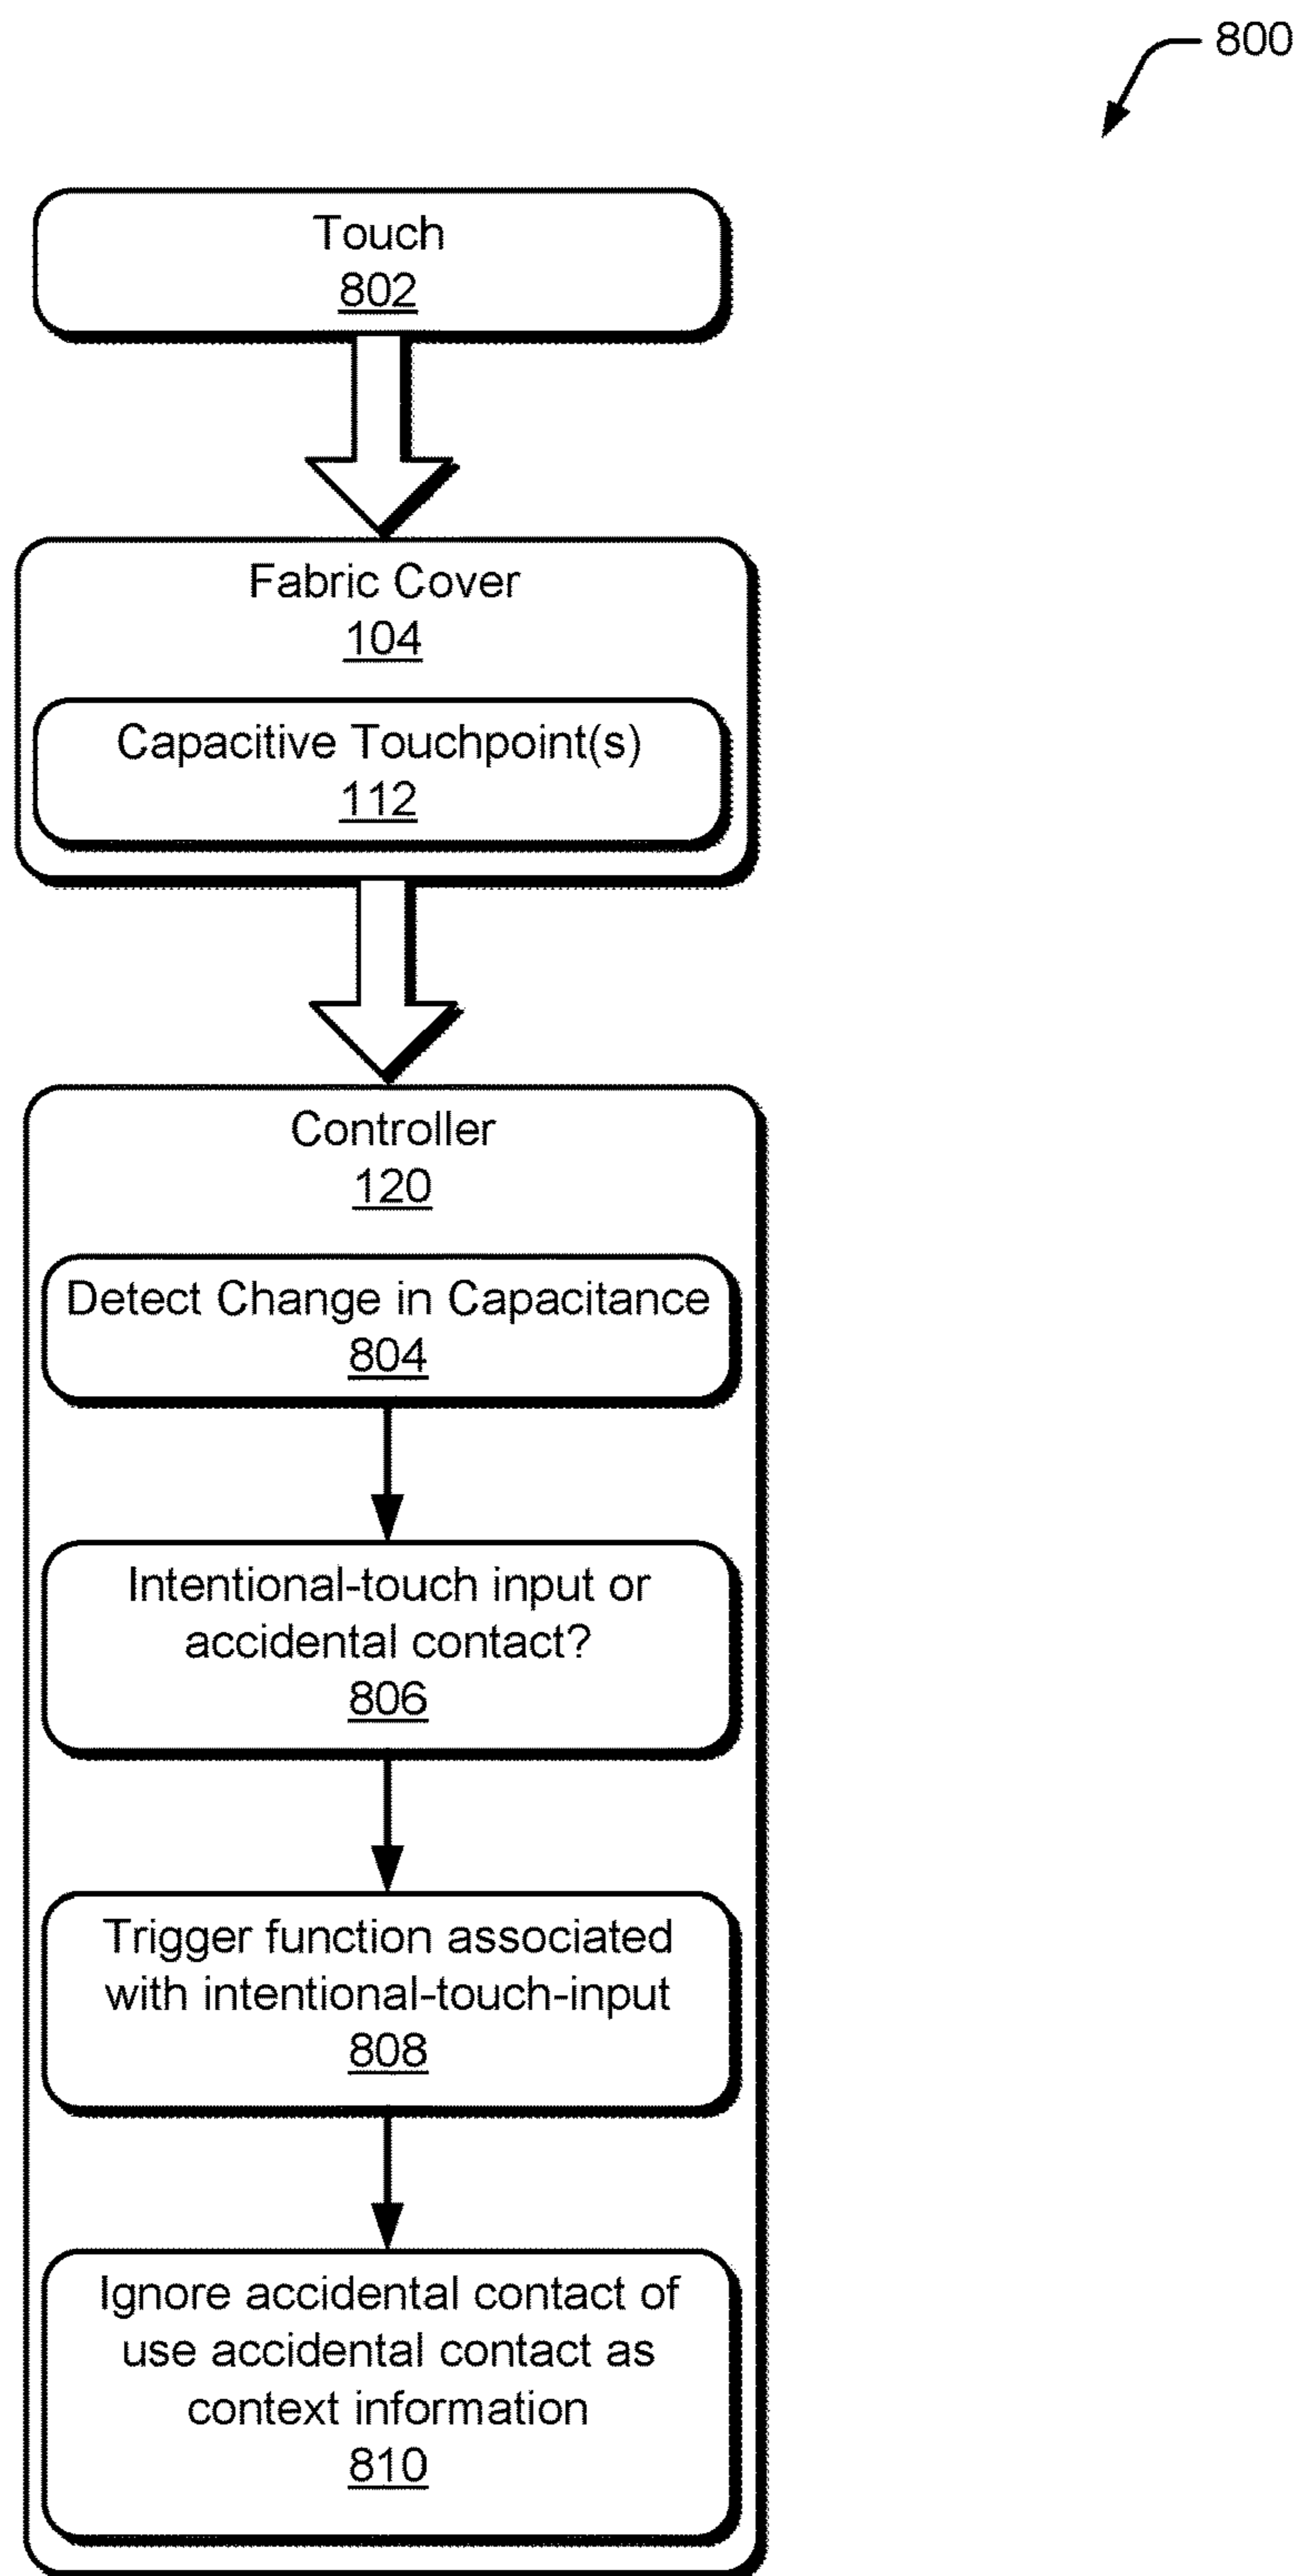 800
Touch
802
Fabric Cover
104
Capacitive Touchpoint(s)
112
Controller
120
Detect Change in Capacitance
804
Intentional-touch input or
accidental contact?
806
Trigger function associated
with intentional-touch-input
808
Ignore accidental contact of
use accidental contact as
context information
810